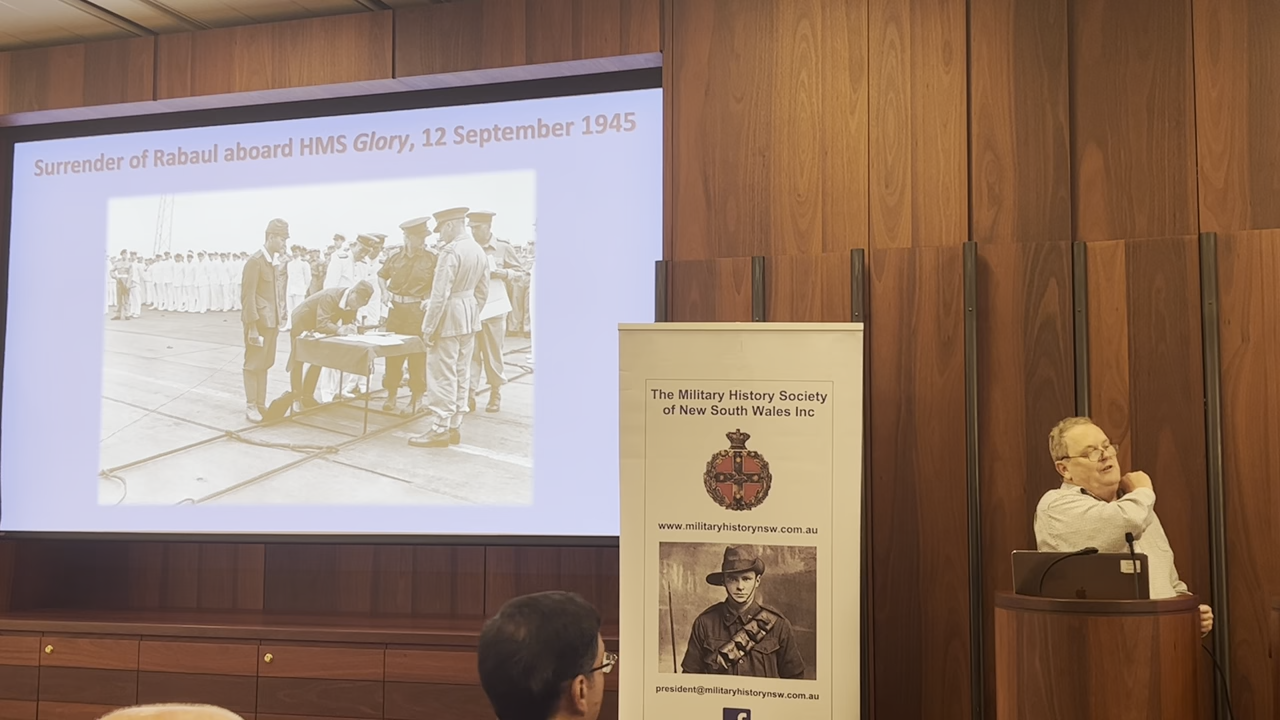 Surrender of Rabaul aboard HMS Glory, 12 September 1945
The Military History Society
of New South Wales Inc
www.militaryhistorynsw.com.au
president@militaryhistorynsw.com.au